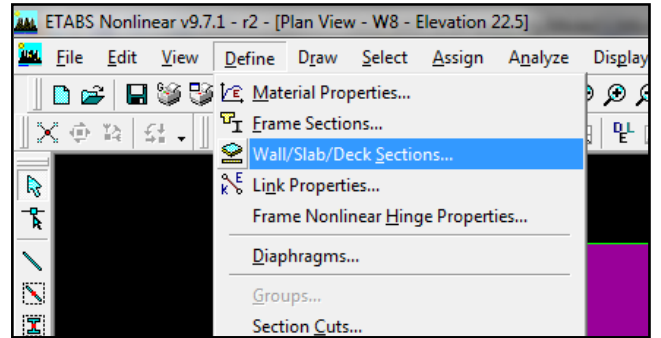 ETABS Nonlinear v9.7.1 - r2 - [Plan View - W8 - Elevation 22.5]
File Edit View Define Draw Select Assign Analyze Display
Material Properties...
Frame Sections...
Wall/Slab/Deck Sections...
Link Properties...
Frame Nonlinear Hinge Properties...
Diaphragms...
Groups...
Section Cuts...